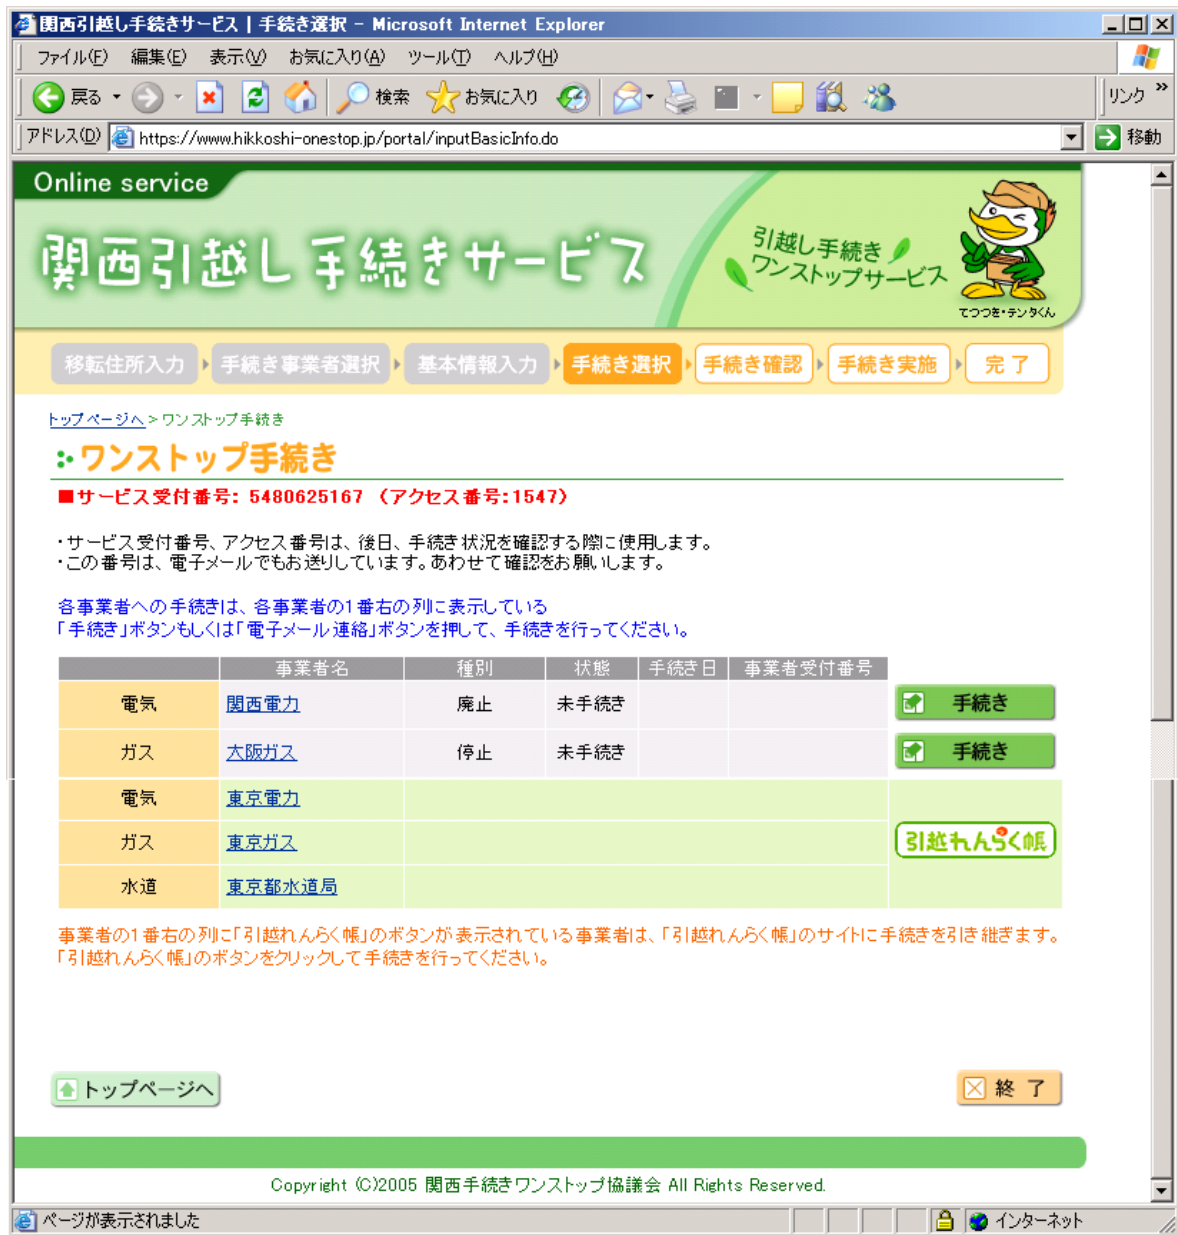 関西引越し手続きサービス | 手続き選択 - Microsoft Internet Explorer
ファイル(F) 編集(E) 表示(V) お気に入り(A) ツール(T) ヘルプ(H)
戻る 検索 お気に入り リンク »
アドレス(D) https://www.hikkoshi-onestop.jp/portal/inputBasicInfo.do 移動
Online service
関西引越し手続きサービス
引越し手続き
ワンストップサービス
てつづき・テンタくん
移転住所入力 手続き事業者選択 基本情報入力 手続き選択 手続き確認 手続き実施 完了
トップページへ > ワンストップ手続き
ワンストップ手続き
■サービス受付番号: 5480625167 (アクセス番号:1547)
・サービス受付番号、アクセス番号は、後日、手続き状況を確認する際に使用します。
・この番号は、電子メールでもお送りしています。あわせて確認をお願いします。
各事業者への手続きは、各事業者の1番右の列に表示している
「手続き」ボタンもしくは「電子メール連絡」ボタンを押して、手続きを行ってください。
事業者名 種別 状態 手続き日 事業者受付番号
電気 関西電力 廃止 未手続き 手続き
ガス 大阪ガス 停止 未手続き 手続き
電気 東京電力
ガス 東京ガス 引越れんらく帳
水道 東京都水道局
事業者の1番右の列に「引越れんらく帳」のボタンが表示されている事業者は、「引越れんらく帳」のサイトに手続きを引き継ぎます。
「引越れんらく帳」のボタンをクリックして手続きを行ってください。
トップページへ 終了
Copyright (C)2005 関西手続きワンストップ協議会 All Rights Reserved.
ページが表示されました インターネット